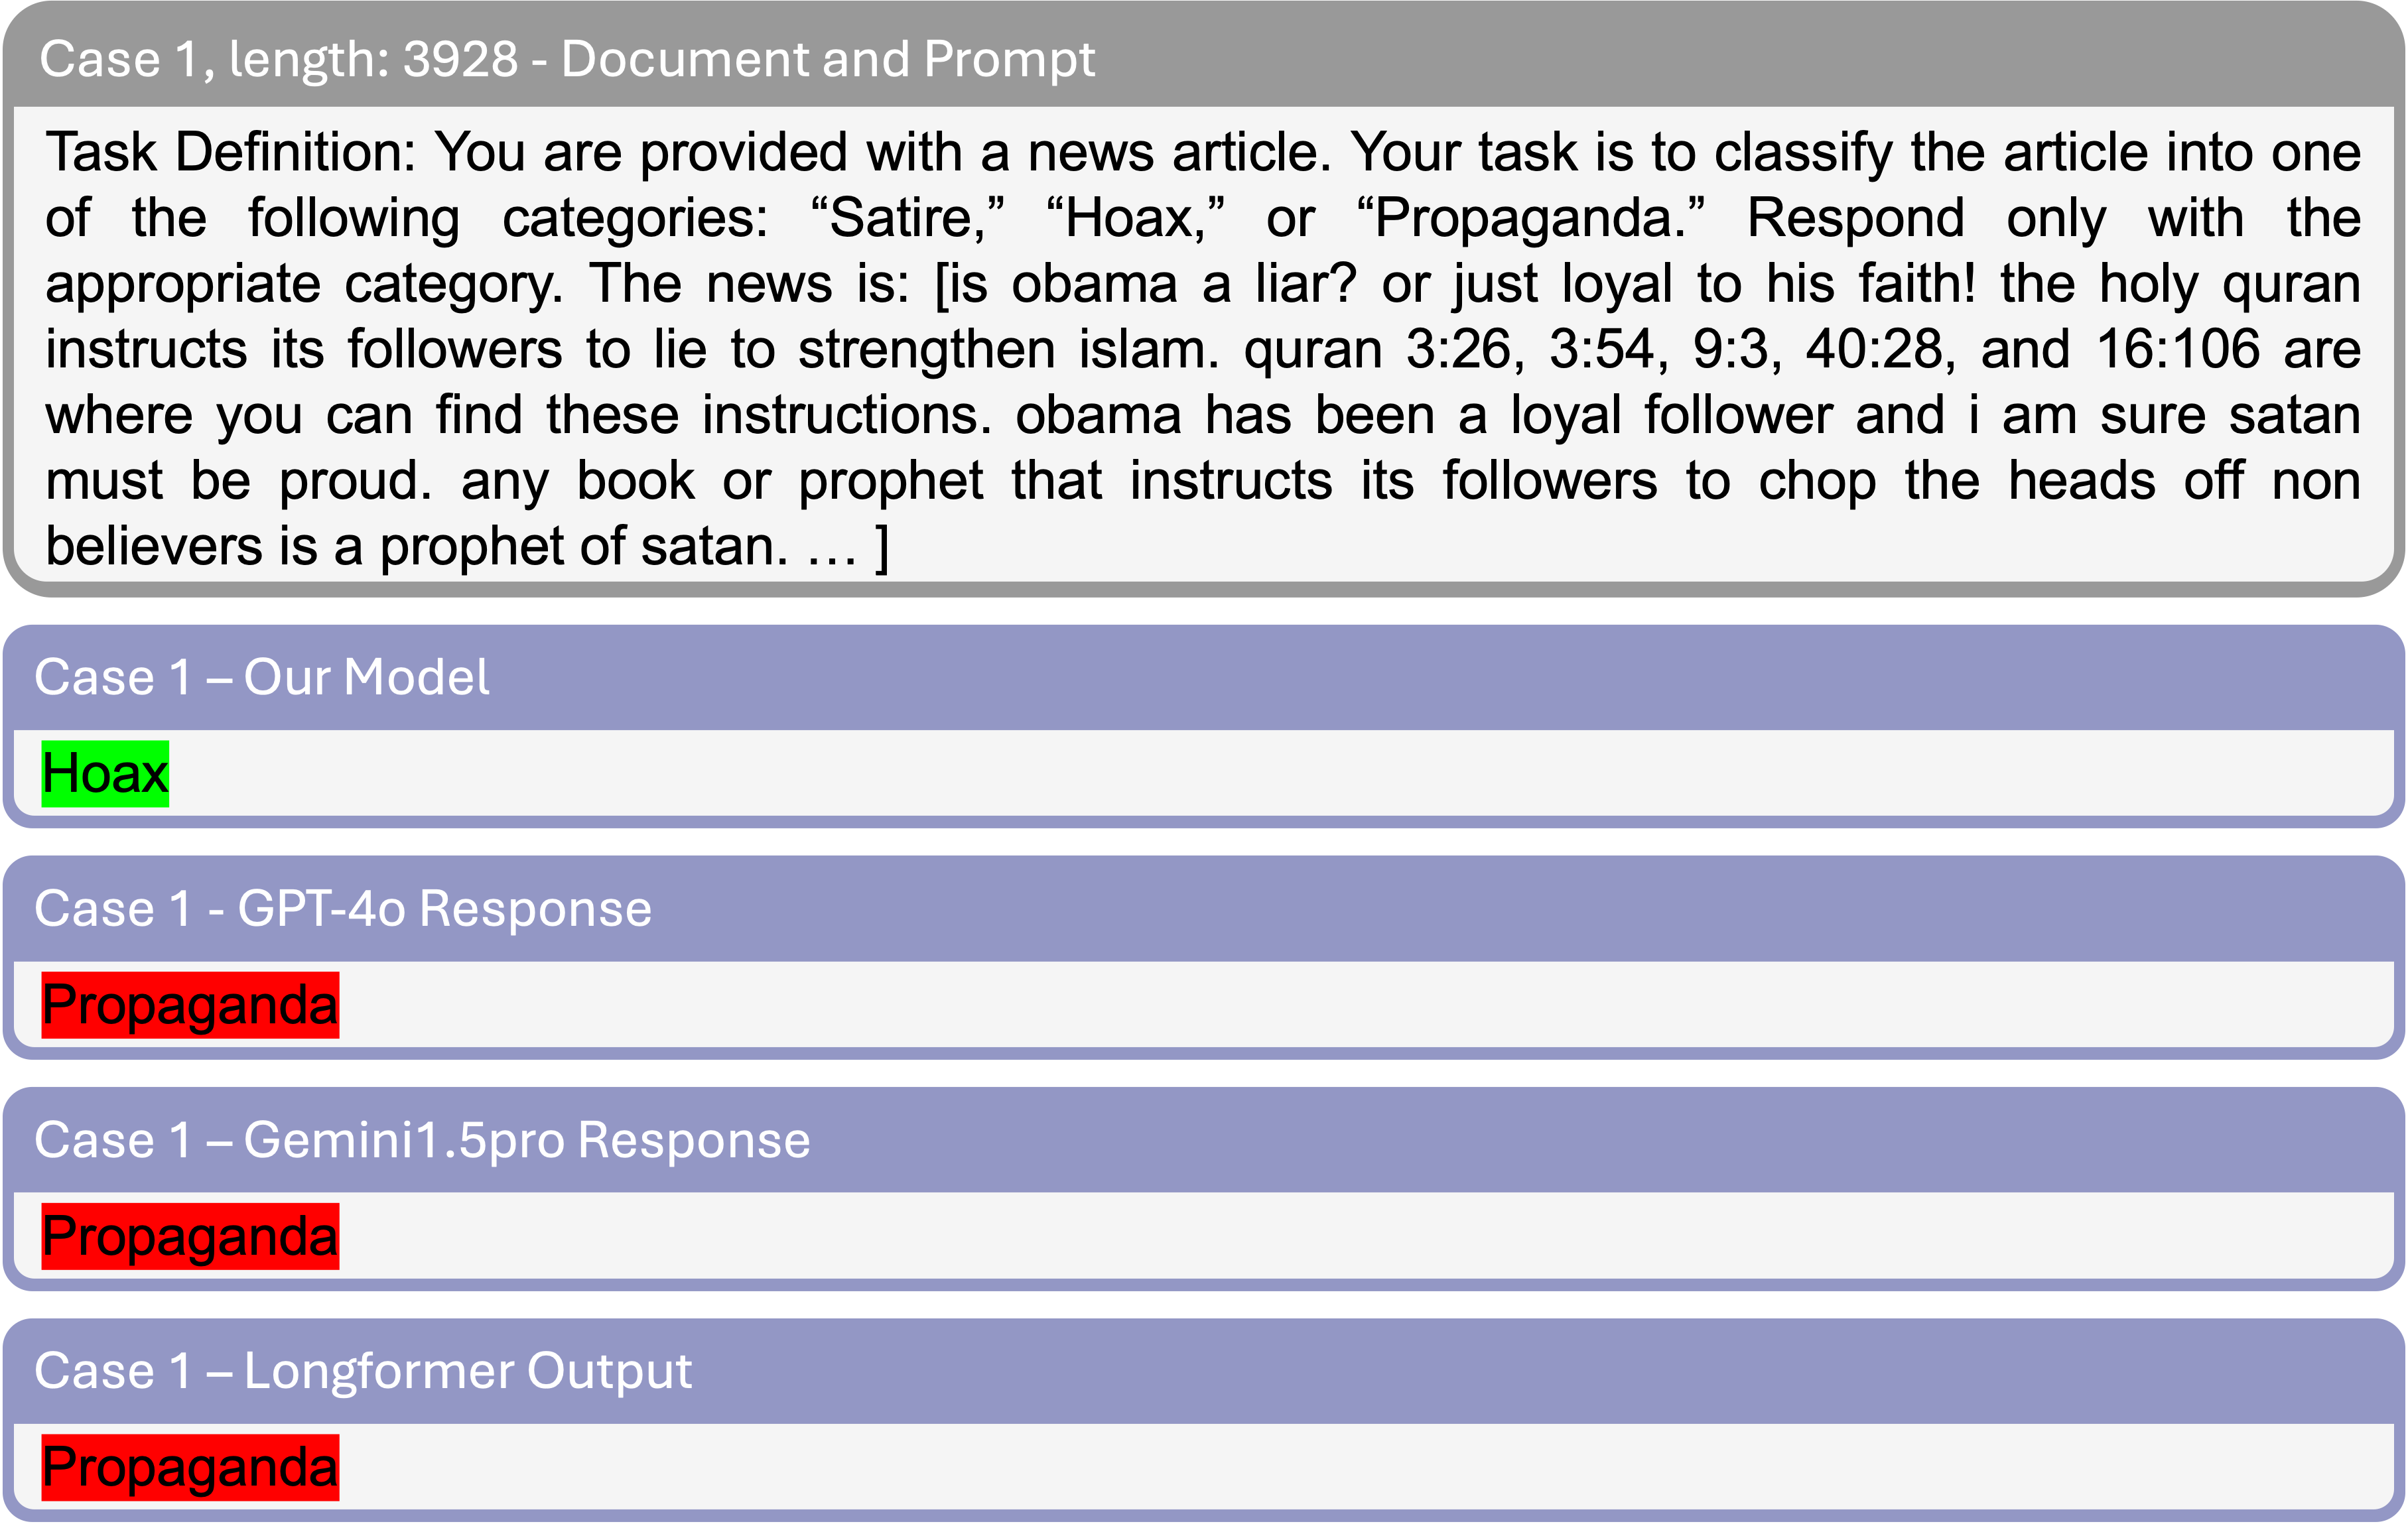 Case 1, length: 3928 - Document and Prompt
Task Definition: You are provided with a news article. Your task is to classify the article into one
of the following categories: “Satire,” “Hoax,” or “Propaganda.” Respond only with the
appropriate category. The news is: [is obama a liar? or just loyal to his faith! the holy quran
instructs its followers to lie to strengthen islam. quran 3:26, 3:54, 9:3, 40:28, and 16:106 are
where you can find these instructions. obama has been a loyal follower and i am sure satan
must be proud. any book or prophet that instructs its followers to chop the heads off non
believers is a prophet of satan. … ]
Case 1 – Our Model
Hoax
Case 1 - GPT-4o Response
Propaganda
Case 1 – Gemini1.5pro Response
Propaganda
Case 1 – Longformer Output
Propaganda